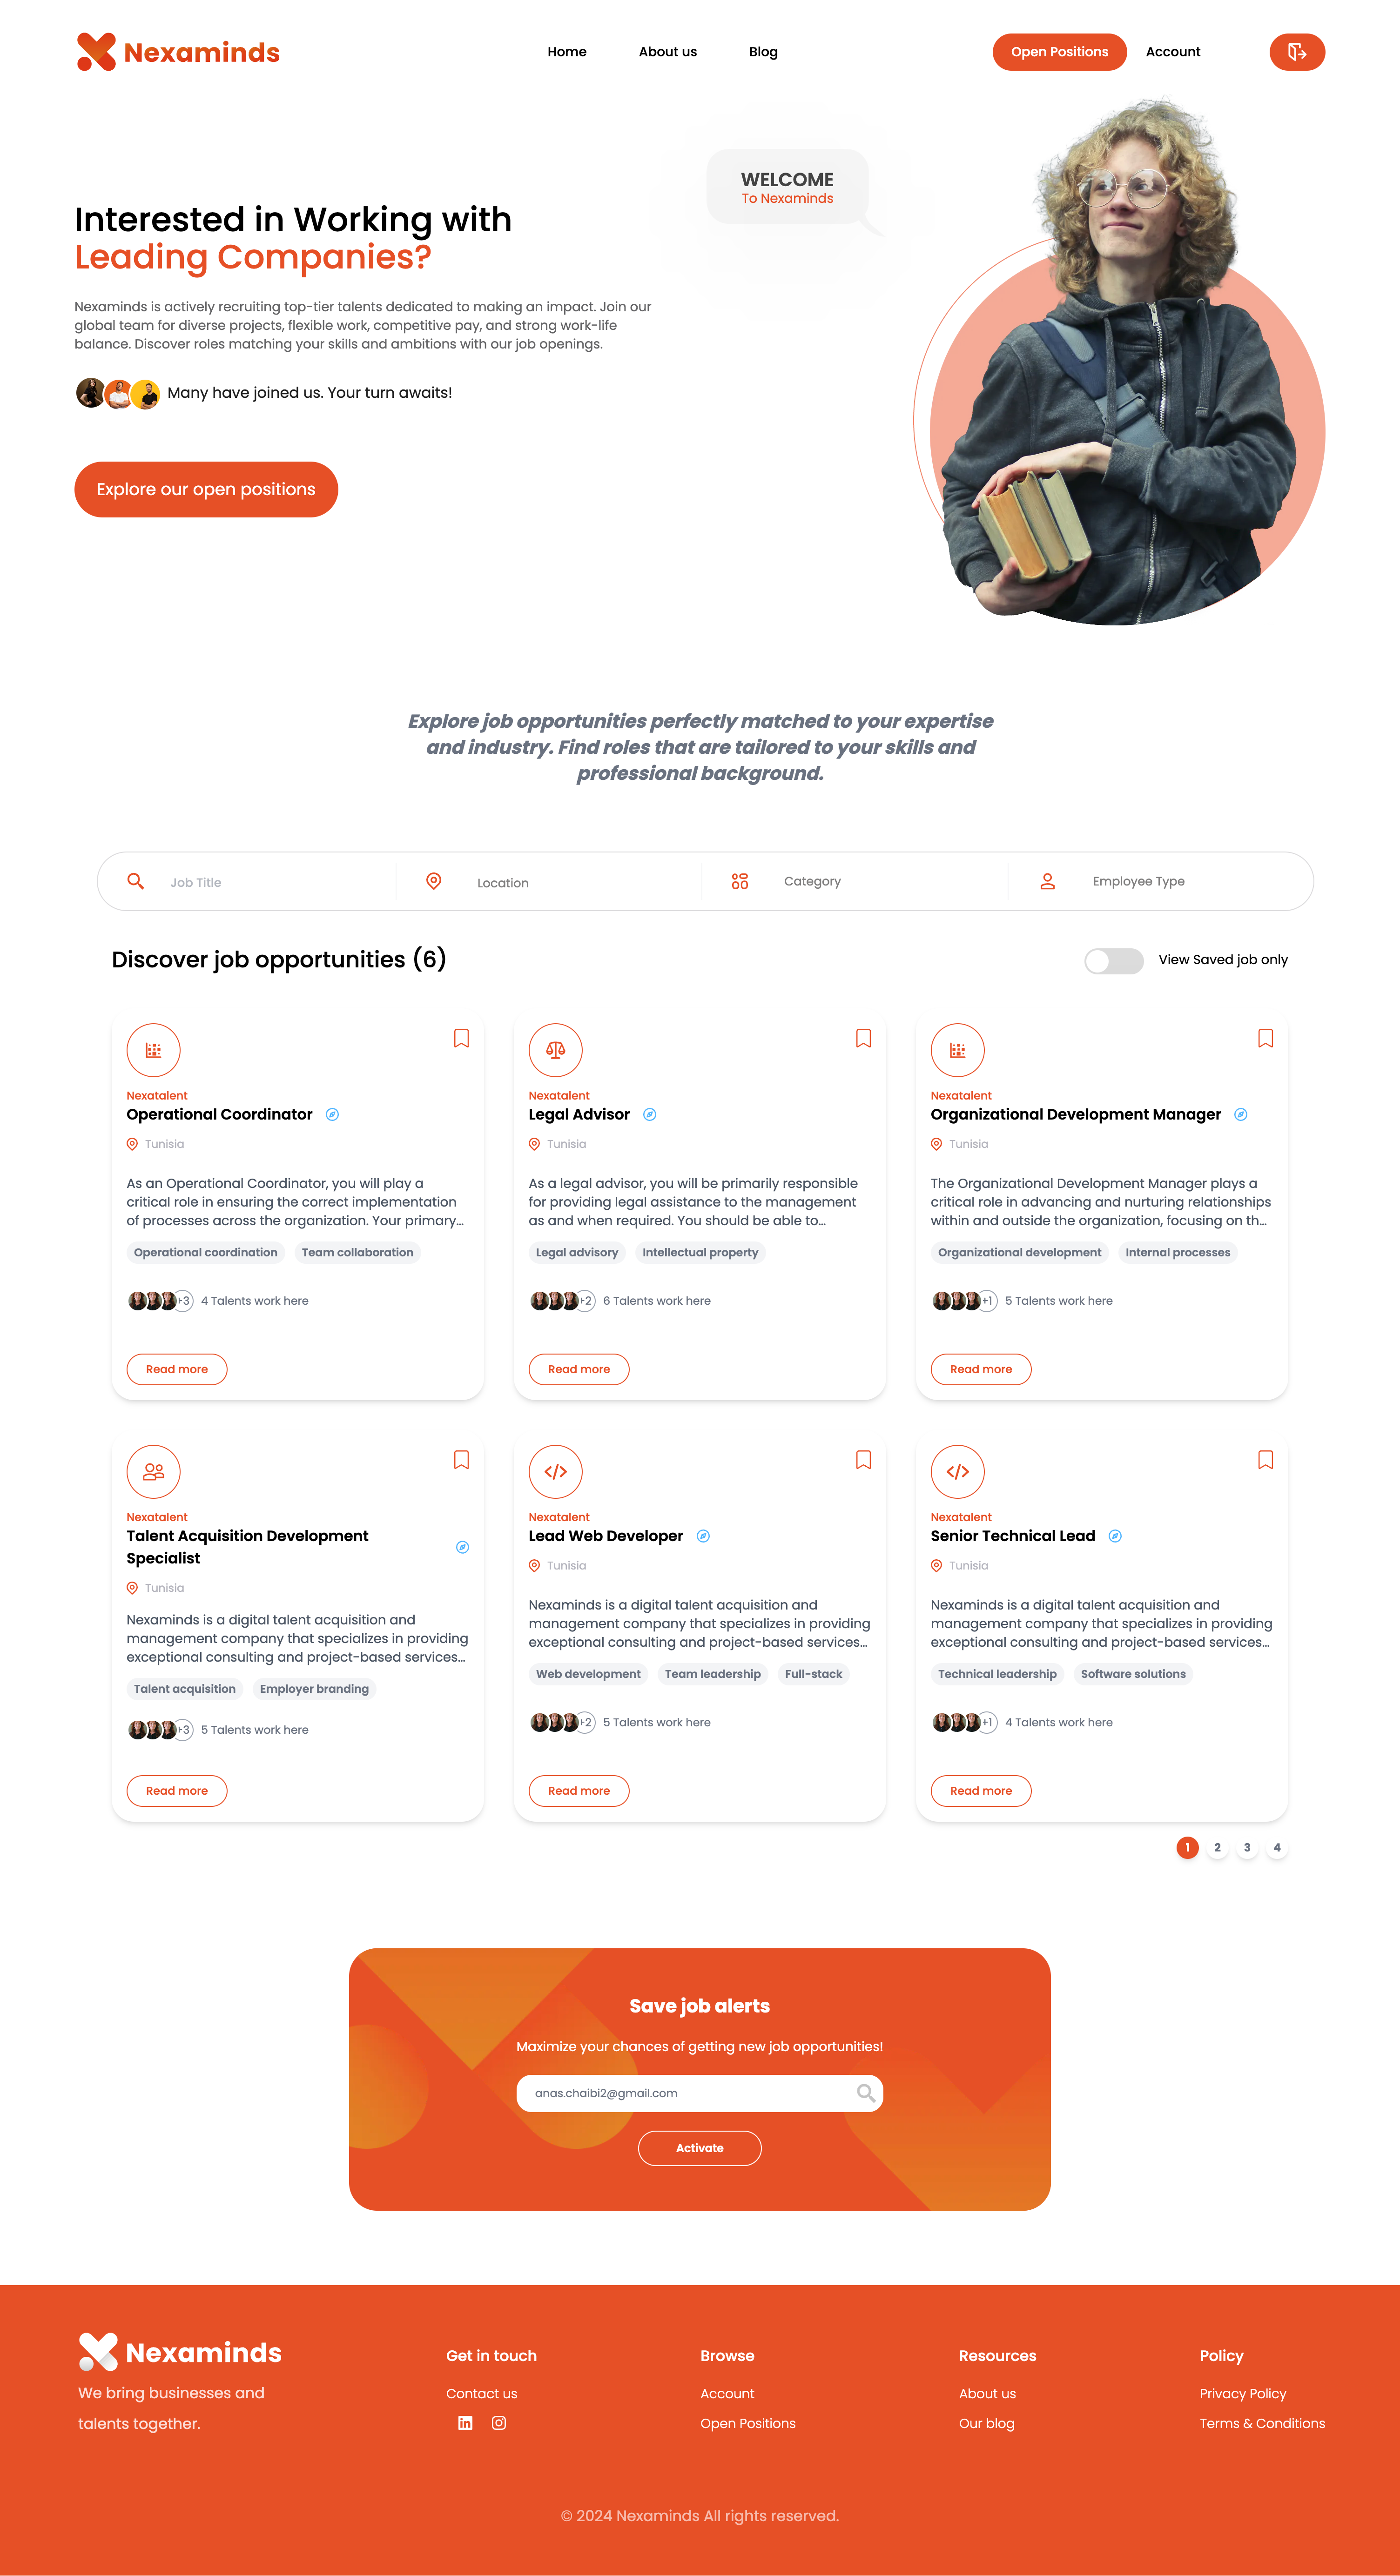 Nexaminds
Home
About us
Blog
Open Positions
Account
WELCOME
To Nexaminds
Interested in Working with
Leading Companies?
Nexaminds is actively recruiting top-tier talents dedicated to making an impact. Join our
global team for diverse projects, flexible work, competitive pay, and strong work-life
balance. Discover roles matching your skills and ambitions with our job openings.
Many have joined us. Your turn awaits!
Explore our open positions
Explore job opportunities perfectly matched to your expertise
and industry. Find roles that are tailored to your skills and
professional background.
Job Title
Location
Category
Employee Type
Discover job opportunities (6)
View Saved job only
Nexatalent
Operational Coordinator
Tunisia
As an Operational Coordinator, you will play a
critical role in ensuring the correct implementation
of processes across the organization. Your primary...
Operational coordination
Team collaboration
+3
4 Talents work here
Read more
Nexatalent
Legal Advisor
Tunisia
As a legal advisor, you will be primarily responsible
for providing legal assistance to the management
as and when required. You should be able to...
Legal advisory
Intellectual property
+2
6 Talents work here
Read more
Nexatalent
Organizational Development Manager
Tunisia
The Organizational Development Manager plays a
critical role in advancing and nurturing relationships
within and outside the organization, focusing on th...
Organizational development
Internal processes
+1
5 Talents work here
Read more
Nexatalent
Talent Acquisition Development
Specialist
Tunisia
Nexaminds is a digital talent acquisition and
management company that specializes in providing
exceptional consulting and project-based services...
Talent acquisition
Employer branding
+3
5 Talents work here
Read more
Nexatalent
Lead Web Developer
Tunisia
Nexaminds is a digital talent acquisition and
management company that specializes in providing
exceptional consulting and project-based services...
Web development
Team leadership
Full-stack
+2
5 Talents work here
Read more
Nexatalent
Senior Technical Lead
Tunisia
Nexaminds is a digital talent acquisition and
management company that specializes in providing
exceptional consulting and project-based services...
Technical leadership
Software solutions
+1
4 Talents work here
Read more
1
2
3
4
Save job alerts
Maximize your chances of getting new job opportunities!
anas.chaibi2@gmail.com
Activate
Nexaminds
We bring businesses and
talents together.
Get in touch
Contact us
Browse
Account
Open Positions
Resources
About us
Our blog
Policy
Privacy Policy
Terms & Conditions
© 2024 Nexaminds All rights reserved.